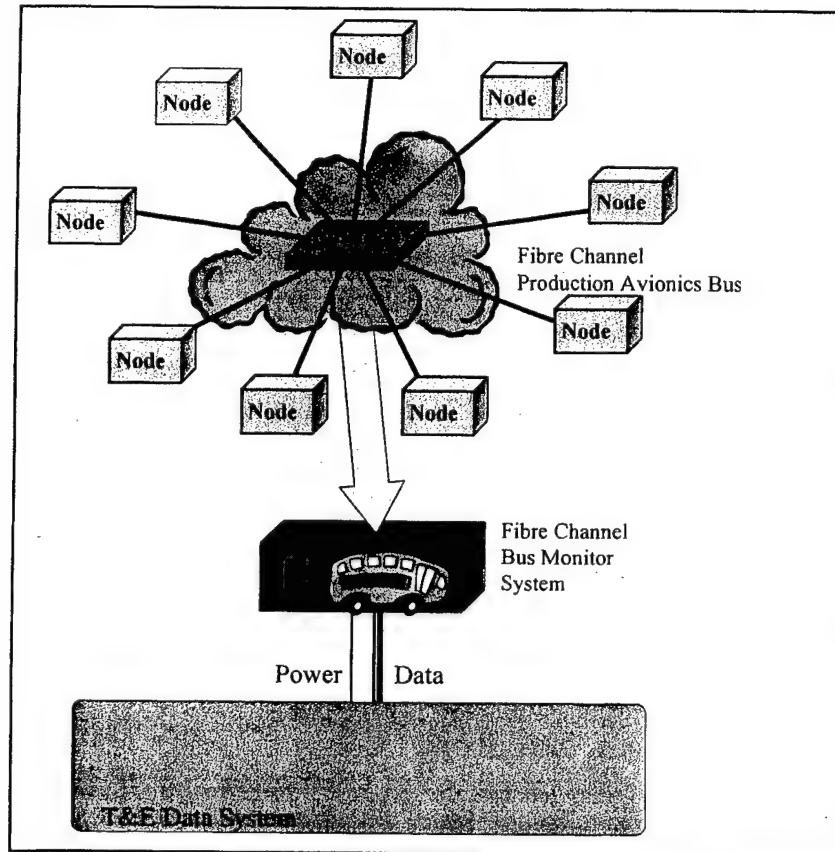 Node
Node
Node
Node
Node
Fibre Channel
Production Avionics Bus
Node
Node
Node
Node
Fibre Channel
Bus Monitor
System
Power
Data
T&E Data System